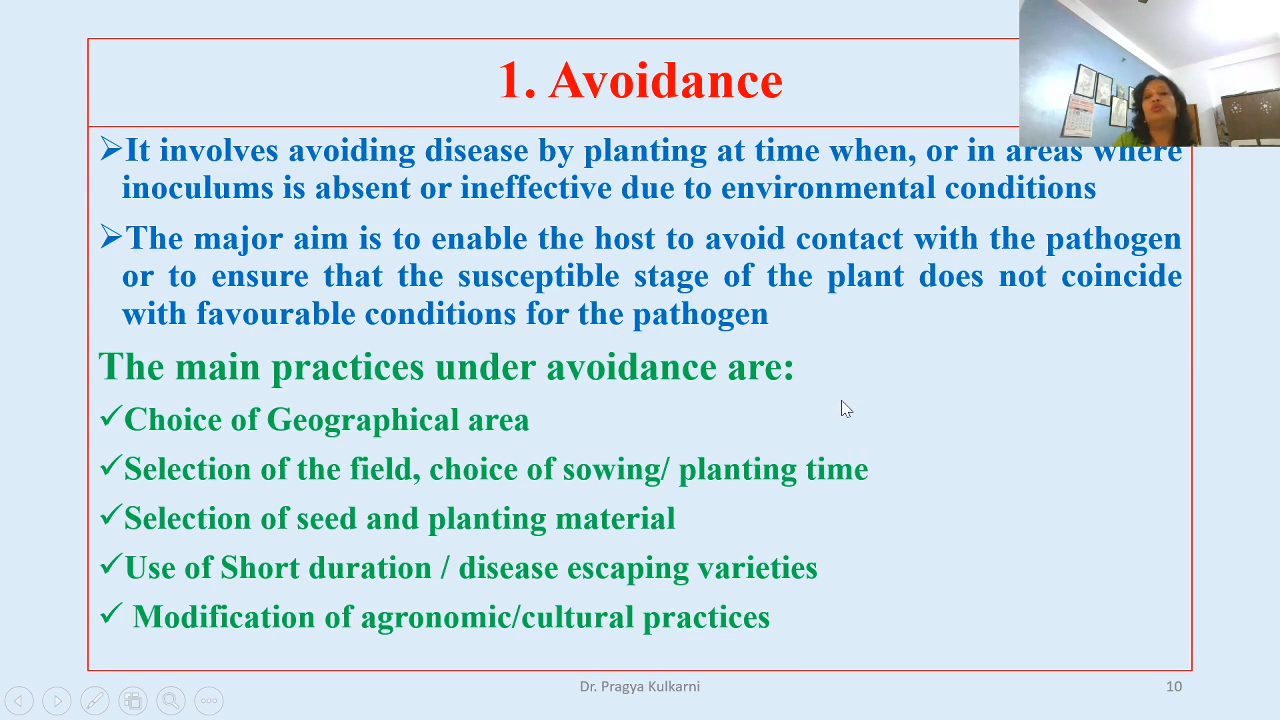 1. Avoidance
➢It involves avoiding disease by planting at time when, or in areas where
inoculums is absent or ineffective due to environmental conditions
➢The major aim is to enable the host to avoid contact with the pathogen
or to ensure that the susceptible stage of the plant does not coincide
with favourable conditions for the pathogen
The main practices under avoidance are:
✓Choice of Geographical area
✓Selection of the field, choice of sowing/ planting time
✓Selection of seed and planting material
✓Use of Short duration / disease escaping varieties
✓ Modification of agronomic/cultural practices
Dr. Pragya Kulkarni
10